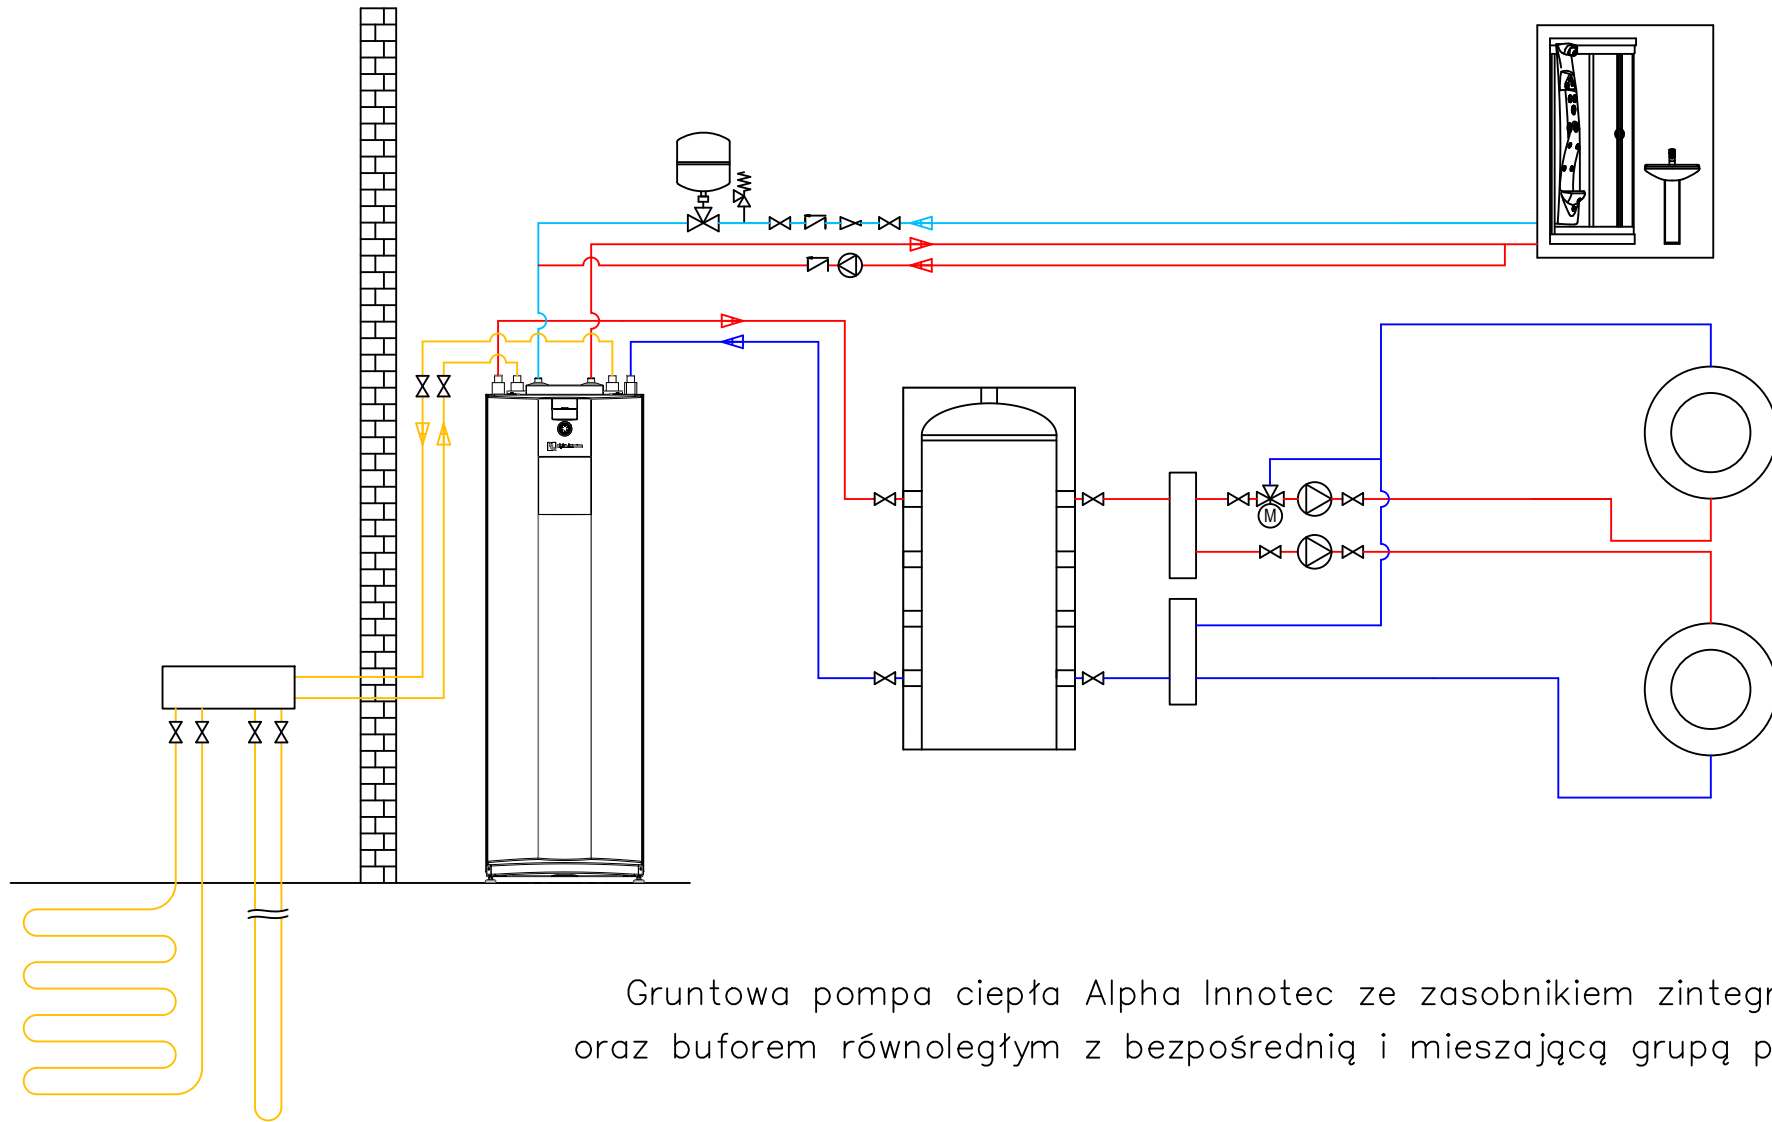 M
Gruntowa pompa ciepła Alpha Innotec ze zasobnikiem zintegr
oraz buforem równoległym z bezpośrednią i mieszającą grupą p